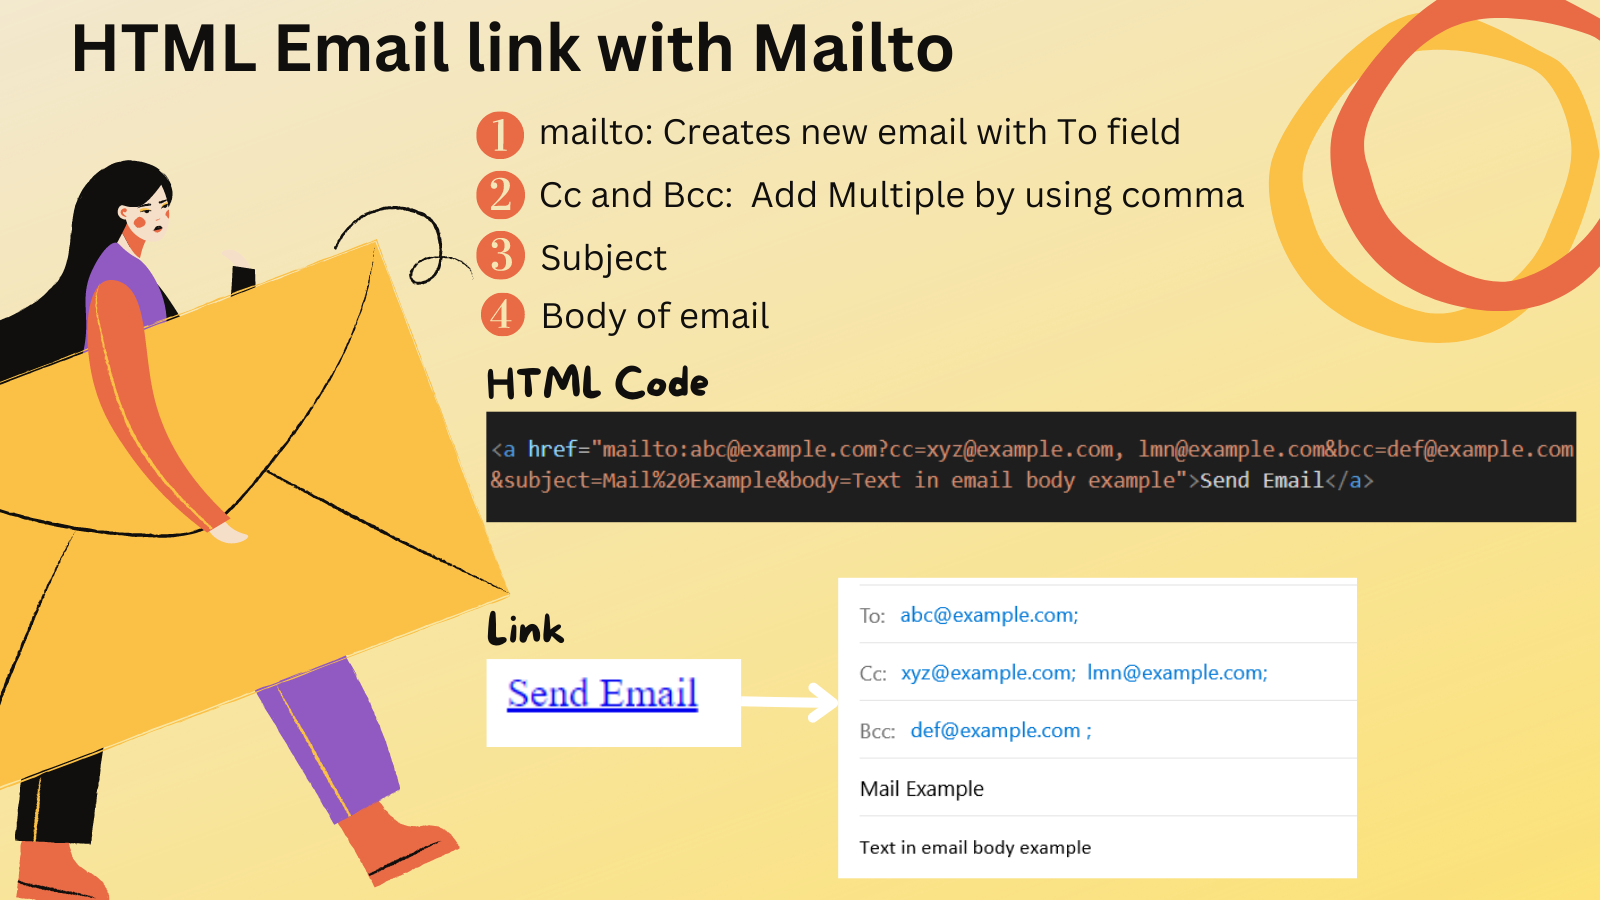 HTML Email link with Mailto
1 mailto: Creates new email with To field
2 Cc and Bcc:  Add Multiple by using comma
3 Subject
4 Body of email
HTML Code
<a href="mailto:abc@example.com?cc=xyz@example.com, lmn@example.com&bcc=def@example.com
&subject=Mail%20Example&body=Text in email body example">Send Email</a>
Link
Send Email
To: abc@example.com;
Cc: xyz@example.com; lmn@example.com;
Bcc: def@example.com ;
Mail Example
Text in email body example